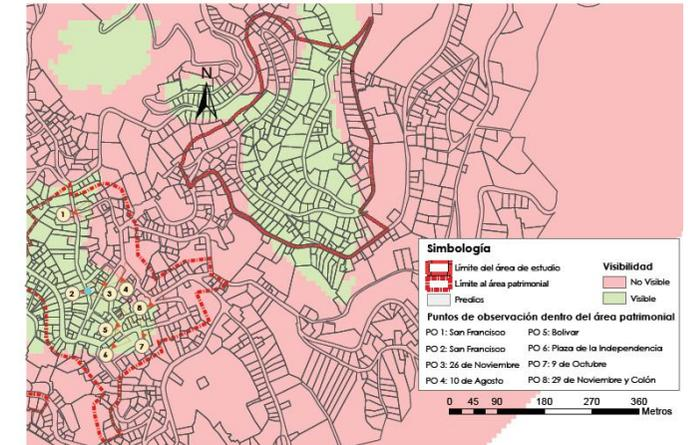 N
1
2
3
4
8
5
7
6
Simbología
Límite del área de estudio
Límite al área patrimonial
Predios
Visibilidad
No Visible
Visible
Puntos de observación dentro del área patrimonial
PO 1: San Francisco
PO 2: San Francisco
PO 3: 26 de Noviembre
PO 4: 10 de Agosto
PO 5: Bolivar
PO 6: Plaza de la Independencia
PO 7: 9 de Octubre
PO 8: 29 de Noviembre y Colón
0 45 90 180 270 360
Metros